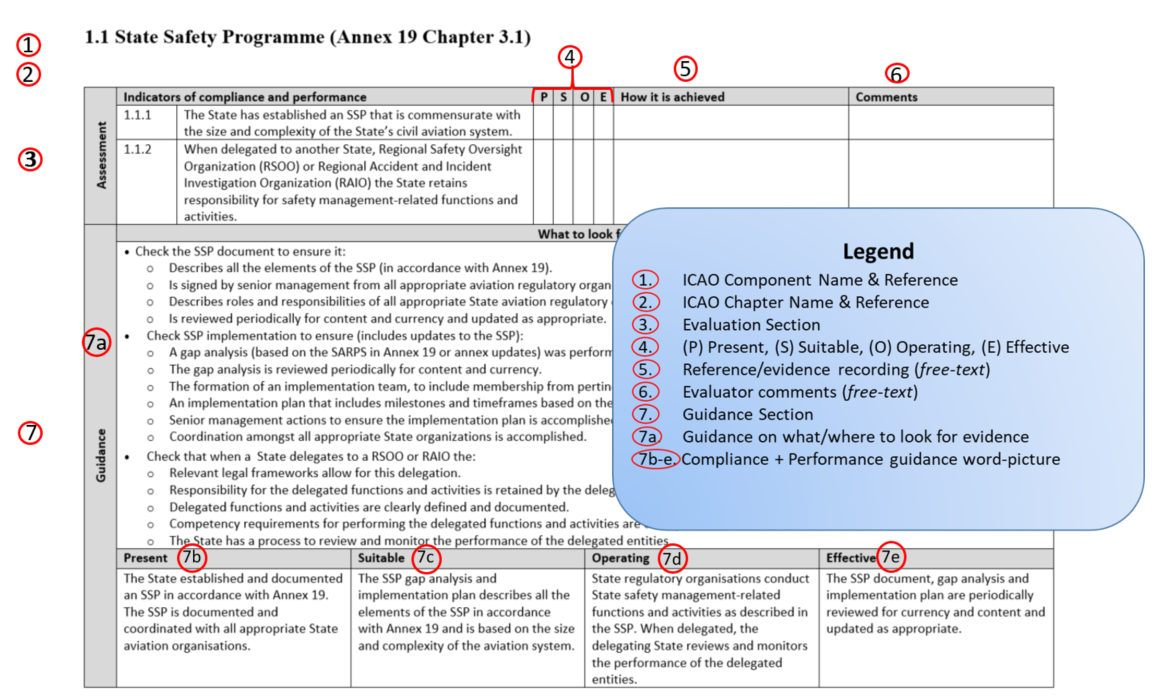 1.1 State Safety Programme (Annex 19 Chapter 3.1)
1
2
3
4
5
6
Assessment
Indicators of compliance and performance P S O E How it is achieved Comments
1.1.1 The State has established an SSP that is commensurate with
the size and complexity of the State's civil aviation system.
1.1.2 When delegated to another State, Regional Safety Oversight
Organization (RSOO) or Regional Accident and Incident
Investigation Organization (RAIO) the State retains
responsibility for safety management-related functions and
activities.
What to look f
7a
7
Guidance
• Check the SSP document to ensure it:
o Describes all the elements of the SSP (in accordance with Annex 19).
o Is signed by senior management from all appropriate aviation regulatory organ
o Describes roles and responsibilities of all appropriate State aviation regulatory
o Is reviewed periodically for content and currency and updated as appropriate.
• Check SSP implementation to ensure (includes updates to the SSP):
o A gap analysis (based on the SARPS in Annex 19 or annex updates) was perform
o The gap analysis is reviewed periodically for content and currency.
o The formation of an implementation team, to include membership from pertin
o An implementation plan that includes milestones and timeframes based on the
o Senior management actions to ensure the implementation plan is accomplishe
o Coordination amongst all appropriate State organizations is accomplished.
• Check that when a State delegates to a RSOO or RAIO the:
o Relevant legal frameworks allow for this delegation.
o Responsibility for the delegated functions and activities is retained by the deleg
o Delegated functions and activities are clearly defined and documented.
o Competency requirements for performing the delegated functions and activities are
o The State has a process to review and monitor the performance of the delegated entities
Legend
1. ICAO Component Name & Reference
2. ICAO Chapter Name & Reference
3. Evaluation Section
4. (P) Present, (S) Suitable, (O) Operating, (E) Effective
5. Reference/evidence recording (free-text)
6. Evaluator comments (free-text)
7. Guidance Section
7a Guidance on what/where to look for evidence
7b-e. Compliance + Performance guidance word-picture
Present 7b
The State established and documented
an SSP in accordance with Annex 19.
The SSP is documented and
coordinated with all appropriate State
aviation organisations.
Suitable 7c
The SSP gap analysis and
implementation plan describes all the
elements of the SSP in accordance
with Annex 19 and is based on the size
and complexity of the aviation system.
Operating 7d
State regulatory organisations conduct
State safety management-related
functions and activities as described in
the SSP. When delegated, the
delegating State reviews and monitors
the performance of the delegated
entities.
Effective 7e
The SSP document, gap analysis and
implementation plan are periodically
reviewed for currency and content and
updated as appropriate.